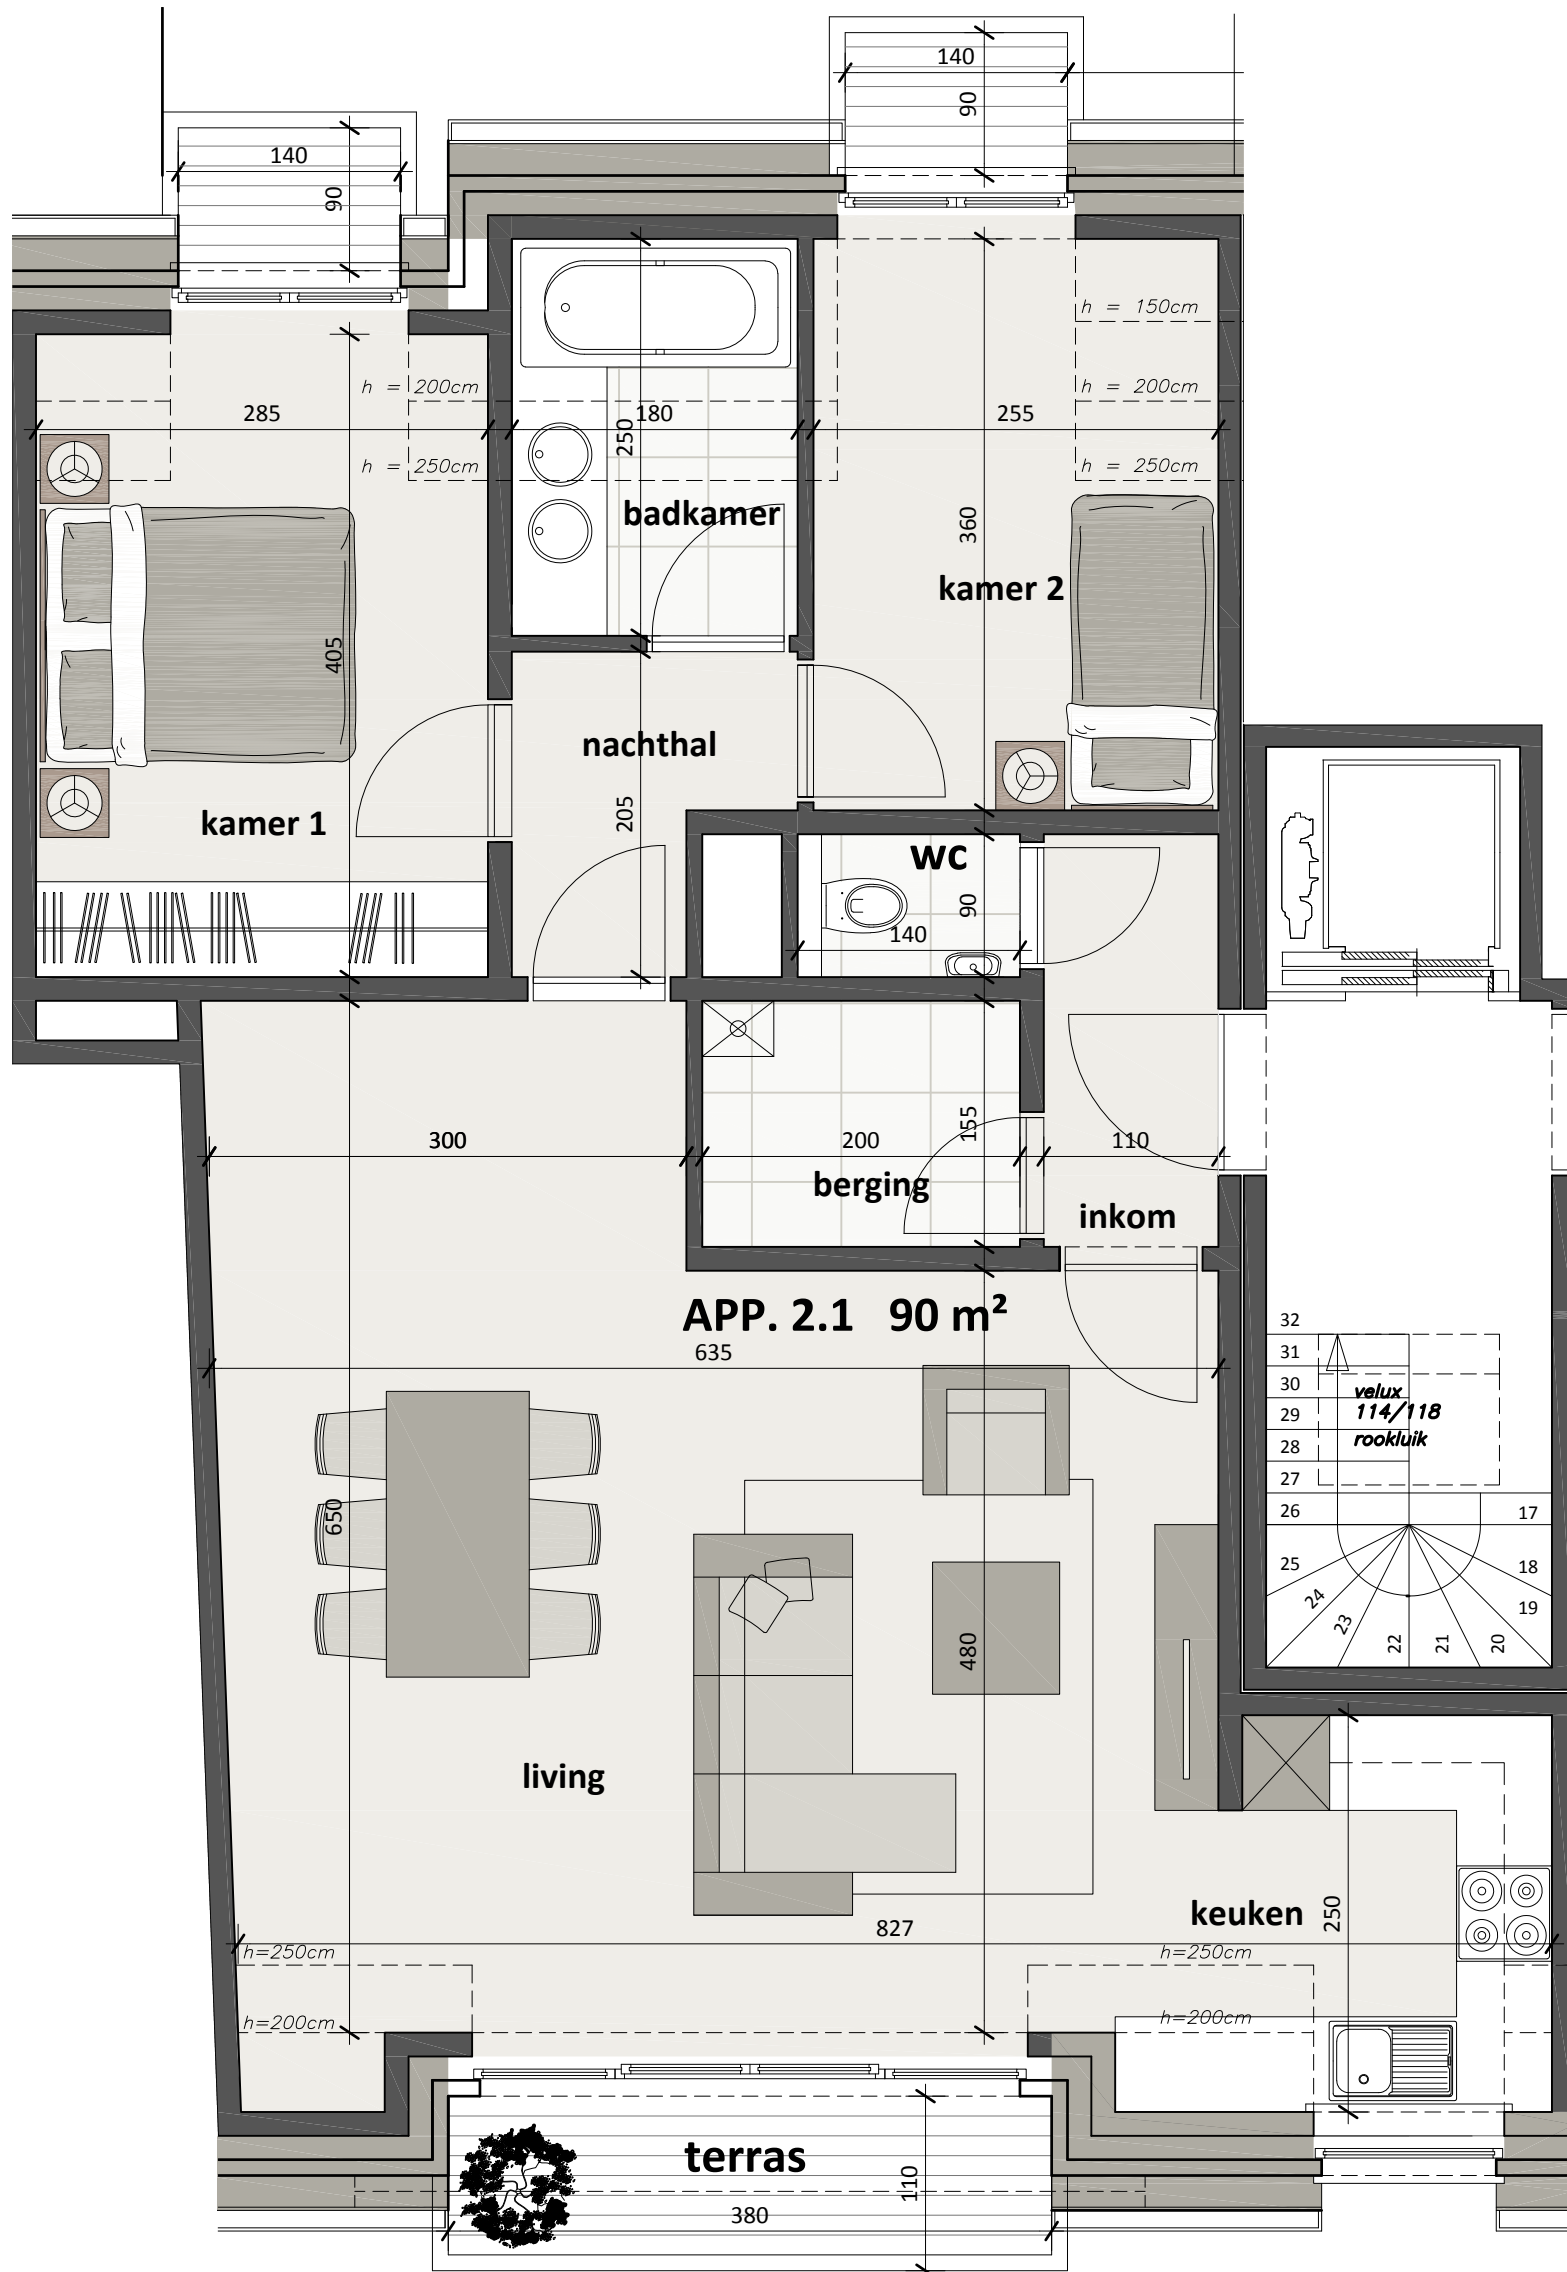 140
90
140
90
h = 150cm
h = 200cm
h = 200cm
285
180
255
250
h = 250cm
h = 250cm
badkamer
360
kamer 2
405
nachthal
kamer 1
205
wc
90
140
300
200
155
110
berging
inkom
APP. 2.1 90 m²
635
32
31
30
29
28
27
26
25
24
23
22
21
20
19
18
17
velux
114/118
rookluik
650
480
living
keuken
250
827
h=250cm
h=250cm
h=200cm
h=200cm
terras
110
380